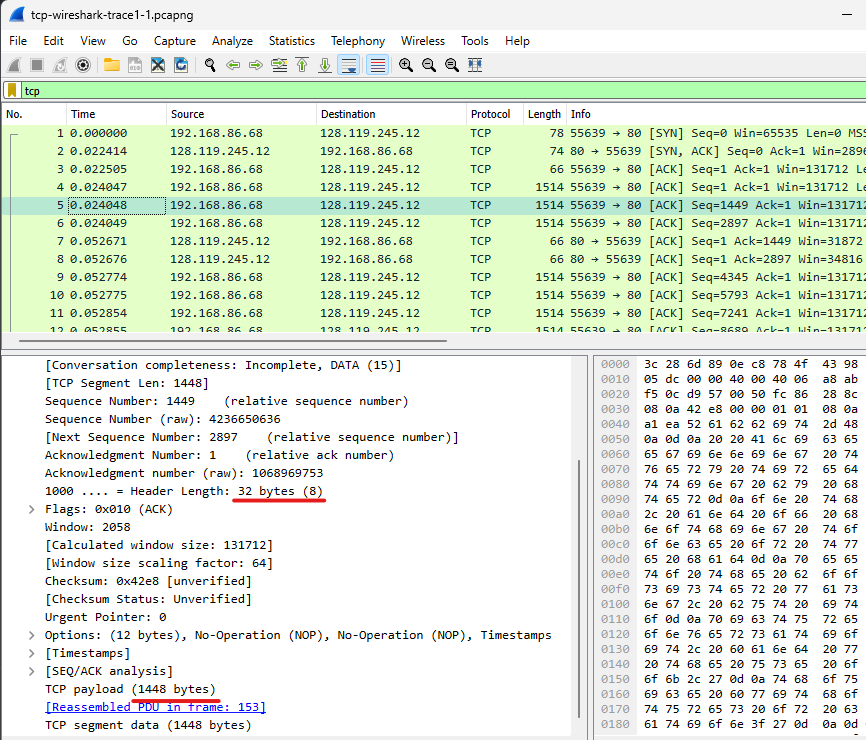 tcp-wireshark-trace1-1.pcapng
File Edit View Go Capture Analyze Statistics Telephony Wireless Tools Help
tcp
No. Time Source Destination Protocol Length Info
1 0.000000 192.168.86.68 128.119.245.12 TCP 78 55639 → 80 [SYN] Seq=0 Win=65535 Len=0 MSS
2 0.022414 128.119.245.12 192.168.86.68 TCP 74 80 → 55639 [SYN, ACK] Seq=0 Ack=1 Win=2896
3 0.022505 192.168.86.68 128.119.245.12 TCP 66 55639 → 80 [ACK] Seq=1 Ack=1 Win=131712 Le
4 0.024047 192.168.86.68 128.119.245.12 TCP 1514 55639 → 80 [ACK] Seq=1 Ack=1 Win=131712 Le
5 0.024048 192.168.86.68 128.119.245.12 TCP 1514 55639 → 80 [ACK] Seq=1449 Ack=1 Win=131712
6 0.024049 192.168.86.68 128.119.245.12 TCP 1514 55639 → 80 [ACK] Seq=2897 Ack=1 Win=131712
7 0.052671 128.119.245.12 192.168.86.68 TCP 66 80 → 55639 [ACK] Seq=1 Ack=1449 Win=31872
8 0.052676 128.119.245.12 192.168.86.68 TCP 66 80 → 55639 [ACK] Seq=1 Ack=2897 Win=34816
9 0.052774 192.168.86.68 128.119.245.12 TCP 1514 55639 → 80 [ACK] Seq=4345 Ack=1 Win=131712
10 0.052775 192.168.86.68 128.119.245.12 TCP 1514 55639 → 80 [ACK] Seq=5793 Ack=1 Win=131712
11 0.052854 192.168.86.68 128.119.245.12 TCP 1514 55639 → 80 [ACK] Seq=7241 Ack=1 Win=131712
12 0.052855 192.168.86.68 128.119.245.12 TCP 1514 55639 → 80 [ACK] Seq=8689 Ack=1 Win=131712
[Conversation completeness: Incomplete, DATA (15)]
[TCP Segment Len: 1448]
Sequence Number: 1449 (relative sequence number)
Sequence Number (raw): 4236650636
[Next Sequence Number: 2897 (relative sequence number)]
Acknowledgment Number: 1 (relative ack number)
Acknowledgment number (raw): 1068969753
1000 .... = Header Length: 32 bytes (8)
Flags: 0x010 (ACK)
Window: 2058
[Calculated window size: 131712]
[Window size scaling factor: 64]
Checksum: 0x42e8 [unverified]
[Checksum Status: Unverified]
Urgent Pointer: 0
Options: (12 bytes), No-Operation (NOP), No-Operation (NOP), Timestamps
[Timestamps]
[SEQ/ACK analysis]
TCP payload (1448 bytes)
[Reassembled PDU in frame: 153]
TCP segment data (1448 bytes)
0000 3c 28 6d 89 0e c8 78 4f 43 98
0010 05 dc 00 00 40 00 40 06 a8 ab
0020 f5 0c d9 57 00 50 fc 86 28 8c
0030 08 0a 42 e8 00 00 01 01 08 0a
0040 a1 ea 52 61 62 62 69 74 2d 48
0050 0a 0d 0a 20 20 41 6c 69 63 65
0060 65 67 69 6e 6e 69 6e 67 20 74
0070 76 65 72 79 20 74 69 72 65 64
0080 74 74 69 6e 67 20 62 79 20 68
0090 74 65 72 0d 0a 6f 6e 20 74 68
00a0 2c 20 61 6e 64 20 6f 66 20 68
00b0 6e 6f 74 68 69 6e 67 20 74 6f
00c0 6f 6e 63 65 20 6f 72 20 74 77
00d0 65 20 68 61 64 0d 0a 70 65 65
00e0 74 6f 20 74 68 65 20 62 6f 6f
00f0 73 69 73 74 65 72 20 77 61 73
0100 6e 67 2c 20 62 75 74 20 69 74
0110 6f 0d 0a 70 69 63 74 75 72 65
0120 6f 6e 76 65 72 73 61 74 69 6f
0130 69 74 2c 20 60 61 6e 64 20 77
0140 20 74 68 65 20 75 73 65 20 6f
0150 6f 6b 2c 27 0d 0a 74 68 6f 75
0160 69 63 65 20 60 77 69 74 68 6f
0170 74 75 72 65 73 20 6f 72 20 63
0180 61 74 69 6f 6e 3f 27 0d 0a 0d